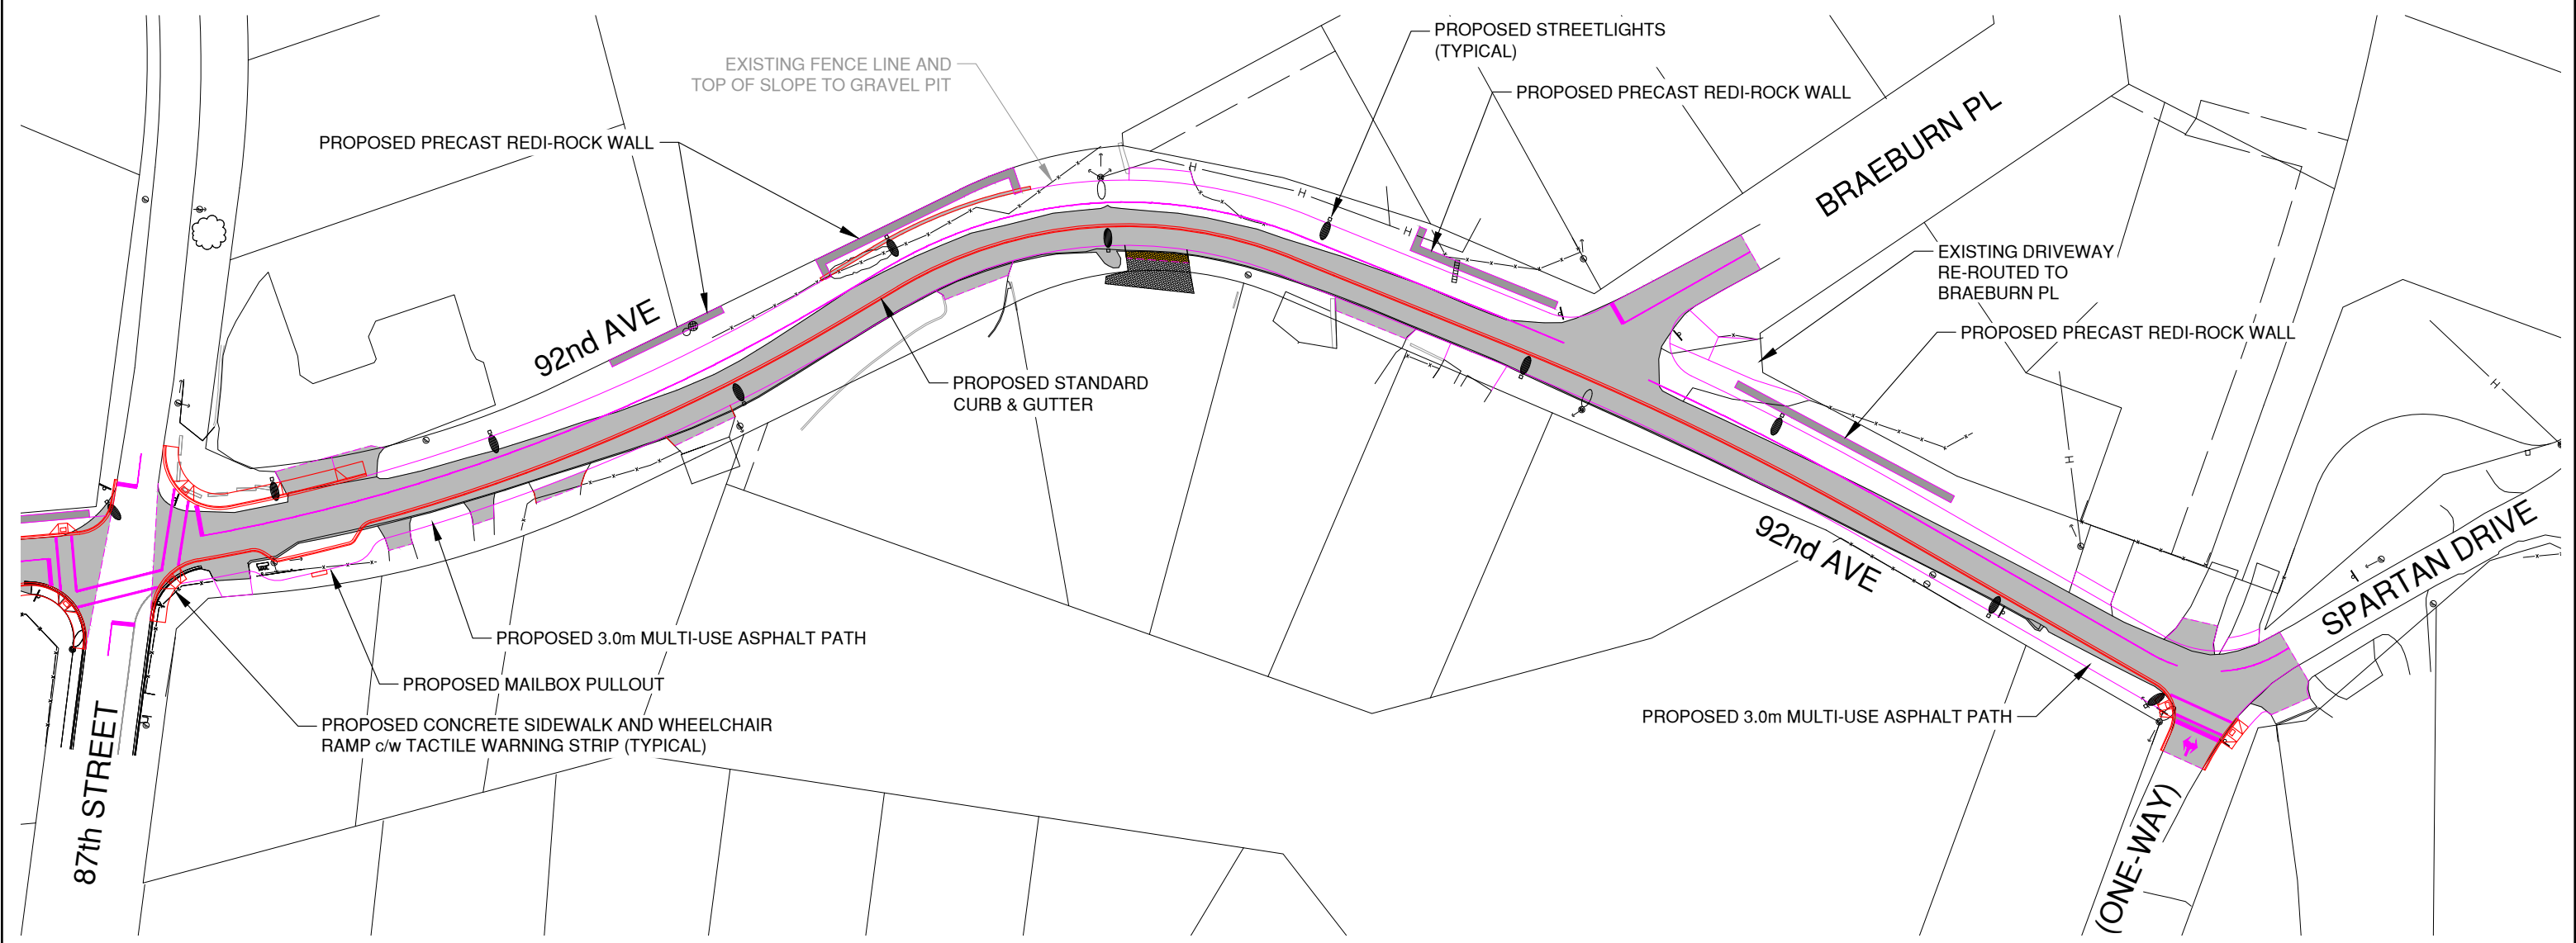 PROPOSED STREETLIGHTS
(TYPICAL)
EXISTING FENCE LINE AND
TOP OF SLOPE TO GRAVEL PIT
PROPOSED PRECAST REDI-ROCK WALL
PROPOSED PRECAST REDI-ROCK WALL
BRAEBURN PL
EXISTING DRIVEWAY
RE-ROUTED TO
BRAEBURN PL
92nd AVE
PROPOSED PRECAST REDI-ROCK WALL
PROPOSED STANDARD
CURB & GUTTER
92nd AVE
SPARTAN DRIVE
PROPOSED 3.0m MULTI-USE ASPHALT PATH
PROPOSED MAILBOX PULLOUT
PROPOSED CONCRETE SIDEWALK AND WHEELCHAIR
RAMP c/w TACTILE WARNING STRIP (TYPICAL)
PROPOSED 3.0m MULTI-USE ASPHALT PATH
87th STREET
(ONE-WAY)